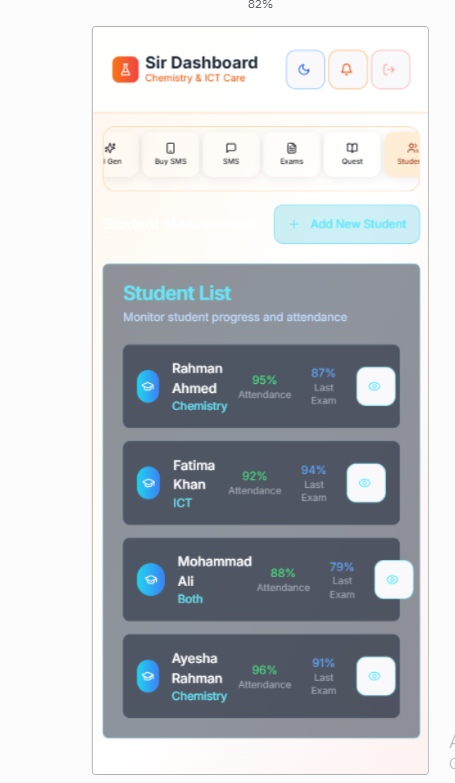 82%
Sir Dashboard
Chemistry & ICT Care
Gen
Buy SMS
SMS
Exams
Quest
Studen
Student Management
Add New Student
Student List
Monitor student progress and attendance
Rahman
Ahmed
Chemistry
95%
Attendance
87%
Last
Exam
Fatima
Khan
ICT
92%
Attendance
94%
Last
Exam
Mohammad
Ali
Both
88%
Attendance
79%
Last
Exam
Ayesha
Rahman
Chemistry
96%
Attendance
91%
Last
Exam